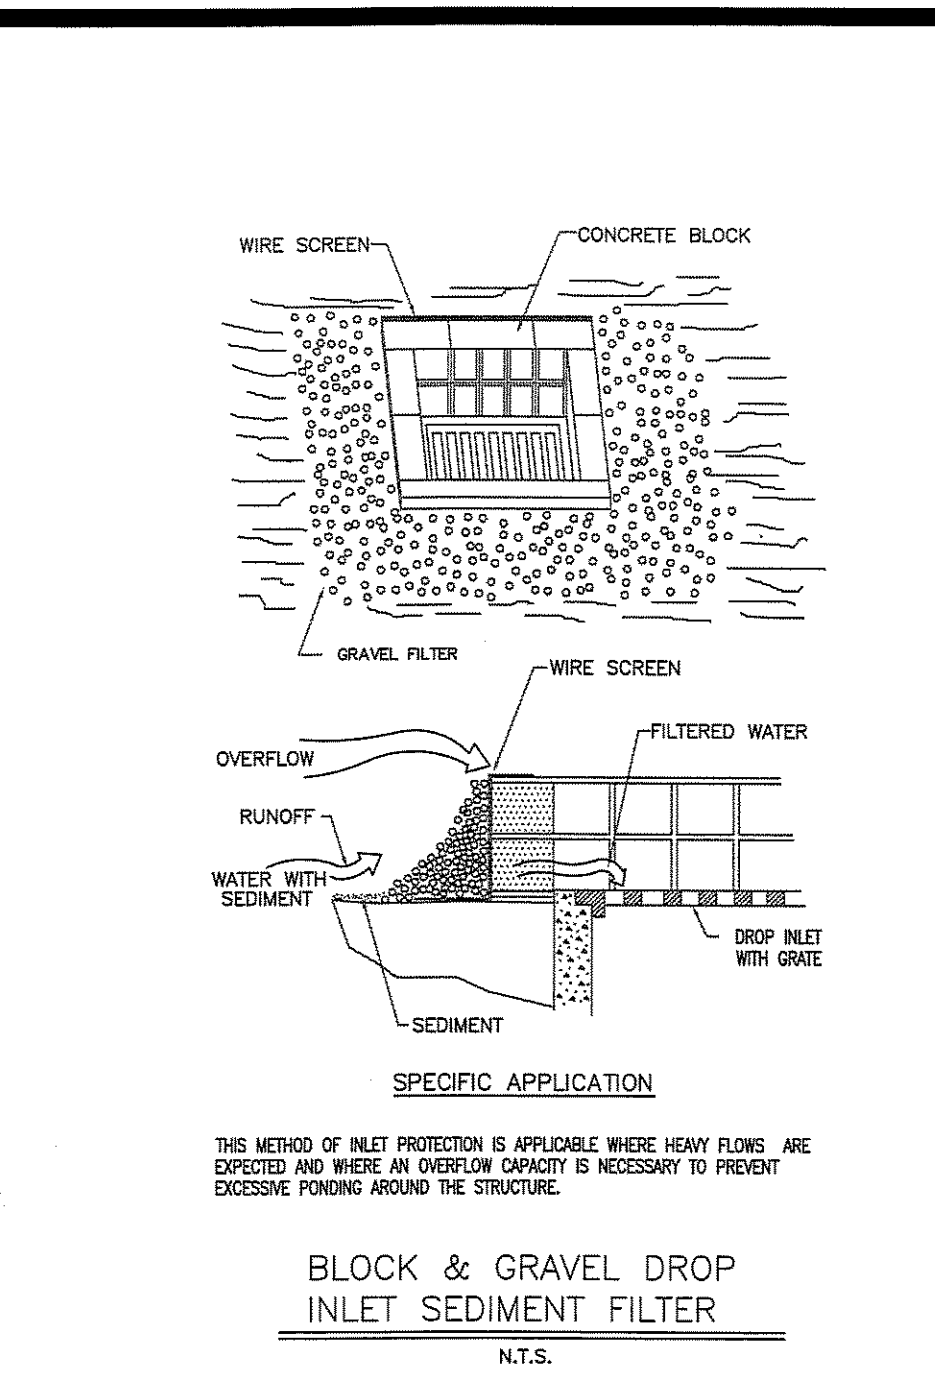 WIRE SCREEN
CONCRETE BLOCK
GRAVEL FILTER
WIRE SCREEN
FILTERED WATER
OVERFLOW
RUNOFF
WATER WITH
SEDIMENT
DROP INLET
WITH GRATE
SEDIMENT
SPECIFIC APPLICATION
THIS METHOD OF INLET PROTECTION IS APPLICABLE WHERE HEAVY FLOWS ARE
EXPECTED AND WHERE AN OVERFLOW CAPACITY IS NECESSARY TO PREVENT
EXCESSIVE PONDING AROUND THE STRUCTURE.
BLOCK & GRAVEL DROP
INLET SEDIMENT FILTER
N.T.S.